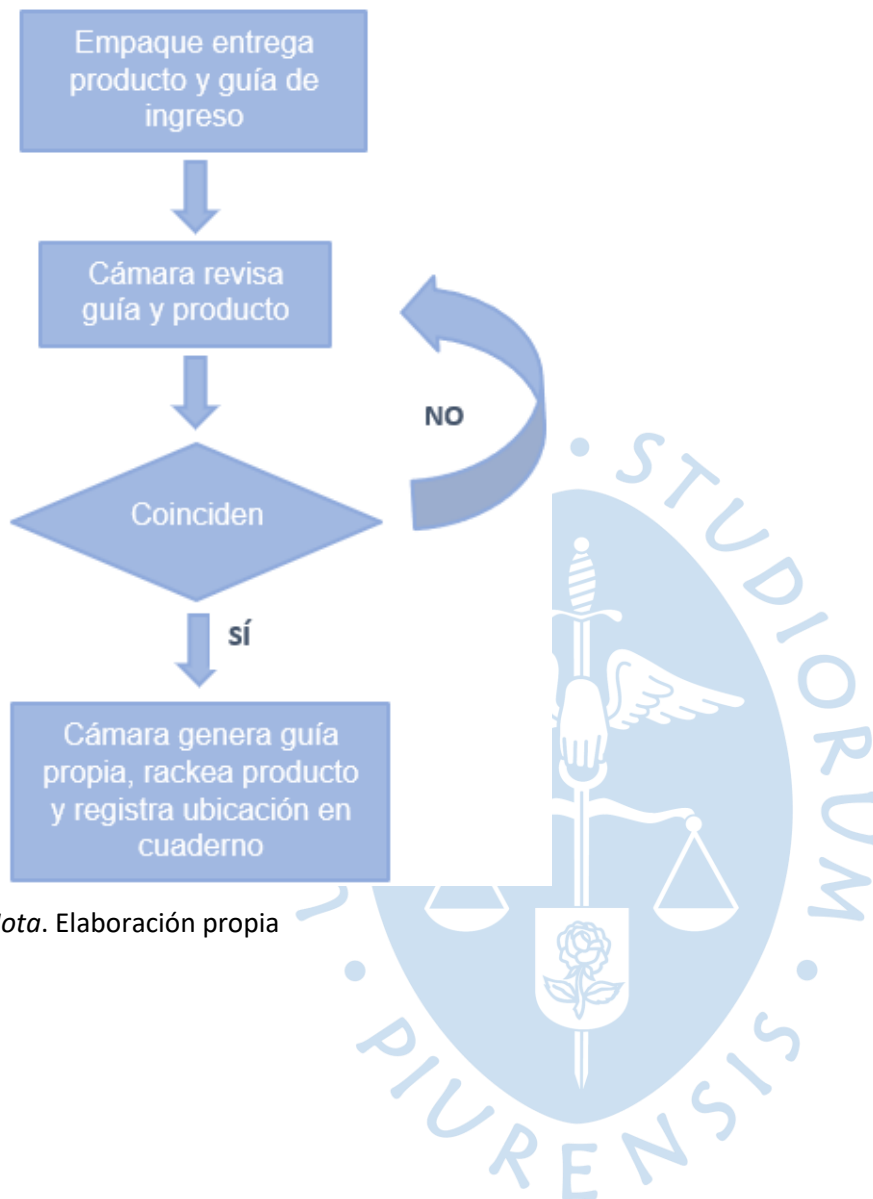 Empaque entrega
producto y guía de
ingreso
Cámara revisa
guía y producto
NO
Coinciden
SÍ
Cámara genera guía
propia, rackea producto
y registra ubicación en
cuaderno
ota. Elaboración propia
STUDIORUM
PIURENSIS